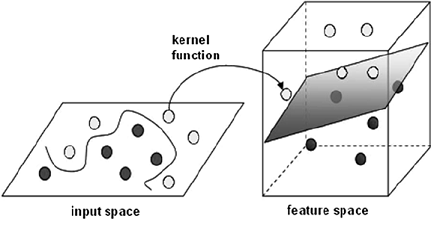 kernel
function
input space
feature space